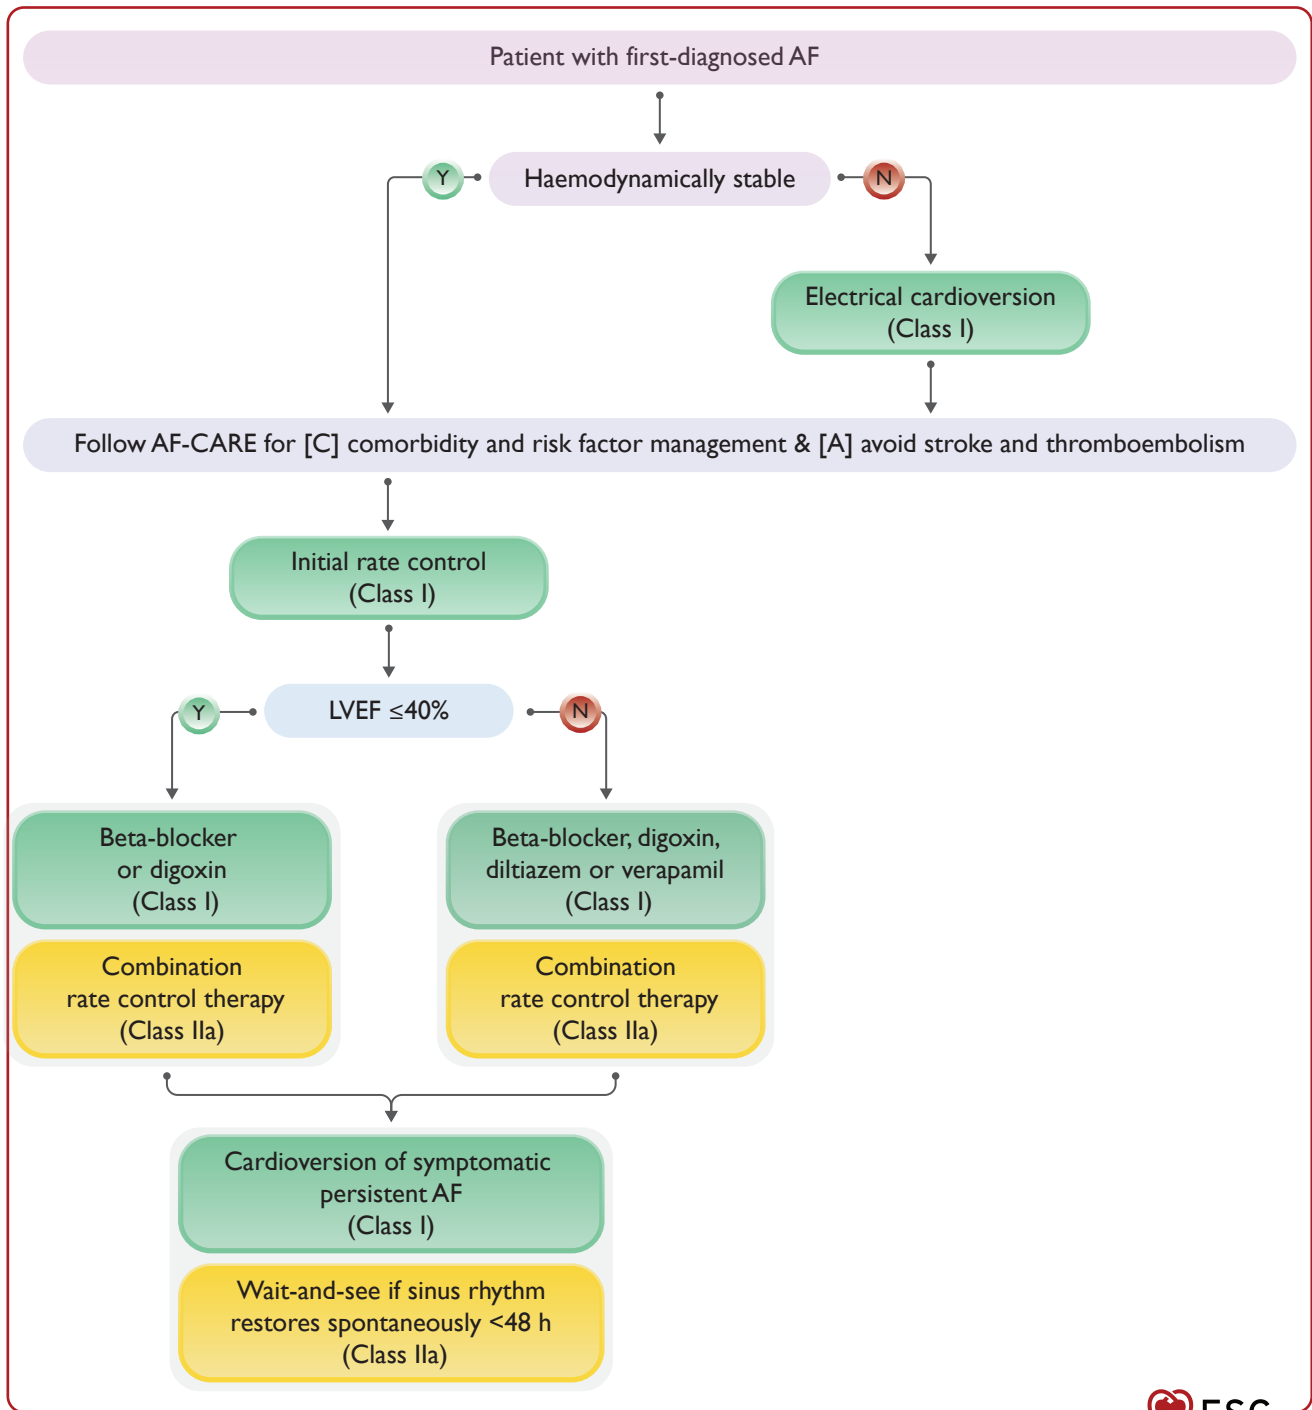 Patient with first-diagnosed AF
Y
Haemodynamically stable
N
Electrical cardioversion
(Class I)
Follow AF-CARE for [C] comorbidity and risk factor management & [A] avoid stroke and thromboembolism
Initial rate control
(Class I)
Y
LVEF ≤40%
N
Beta-blocker
or digoxin
(Class I)
Combination
rate control therapy
(Class IIa)
Beta-blocker, digoxin,
diltiazem or verapamil
(Class I)
Combination
rate control therapy
(Class IIa)
Cardioversion of symptomatic
persistent AF
(Class I)
Wait-and-see if sinus rhythm
restores spontaneously <48 h
(Class IIa)
ESC